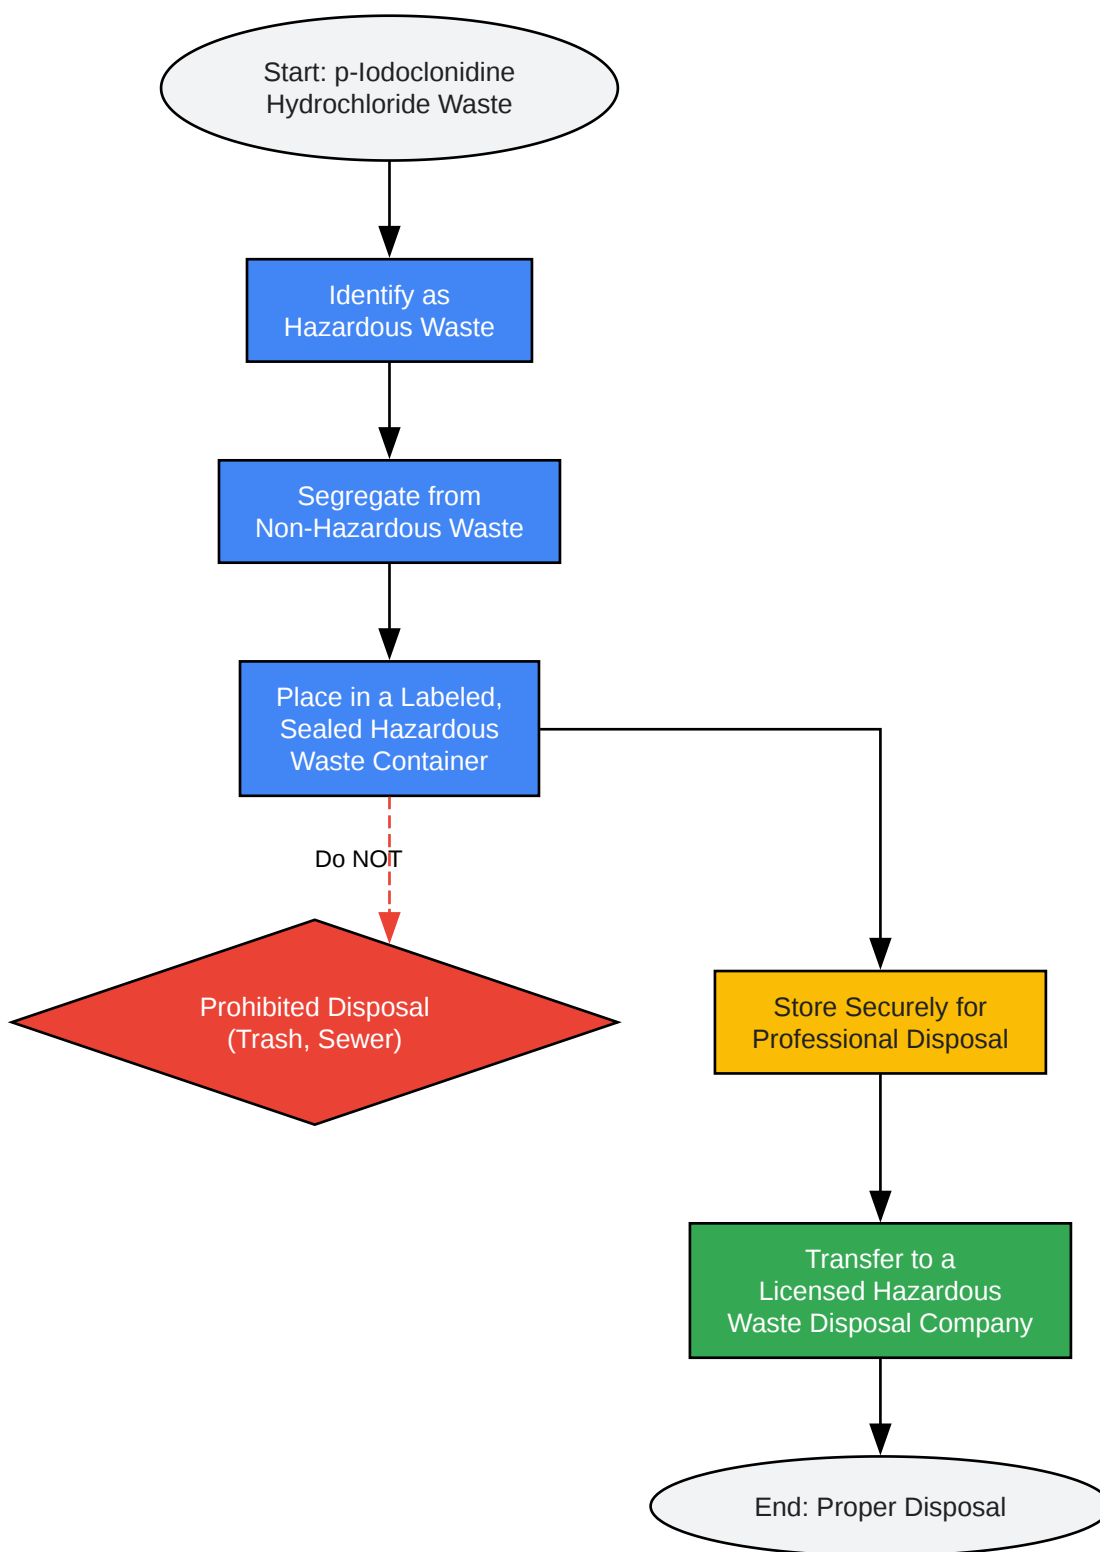 Start: p-Iodoclonidine
Hydrochloride Waste
Identify as
Hazardous Waste
Segregate from
Non-Hazardous Waste
Place in a Labeled,
Sealed Hazardous
Waste Container
Do NOT
Prohibited Disposal
(Trash, Sewer)
Store Securely for
Professional Disposal
Transfer to a
Licensed Hazardous
Waste Disposal Company
End: Proper Disposal